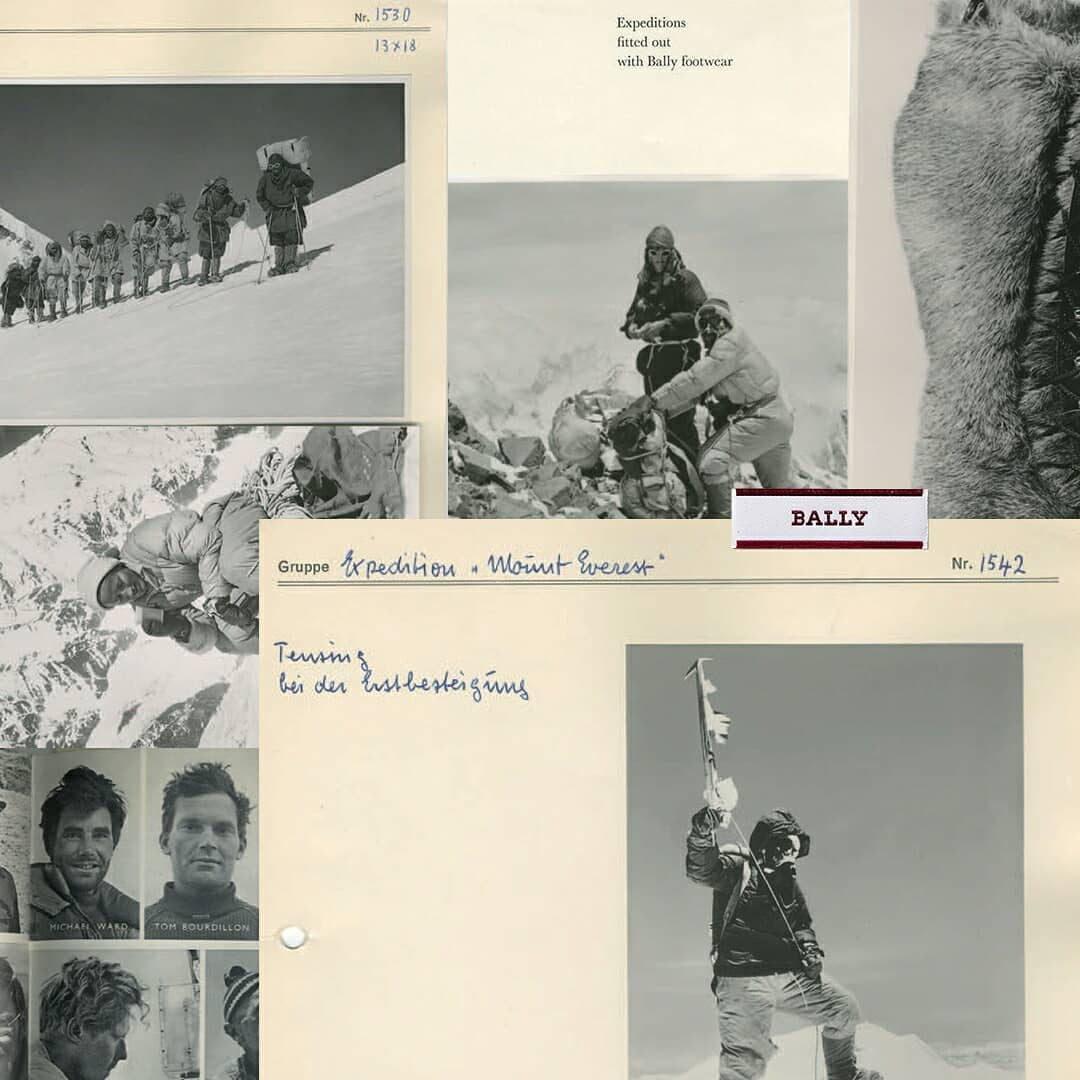 Nr. 1530
13×18
Expeditions
fitted out
with Bally footwear
BALLY
Gruppe Expedition „Mount Everest"
Nr. 1542
Tensing
bei der Erstbesteigung
MICHAEL WARD
TOM BOURDILLON